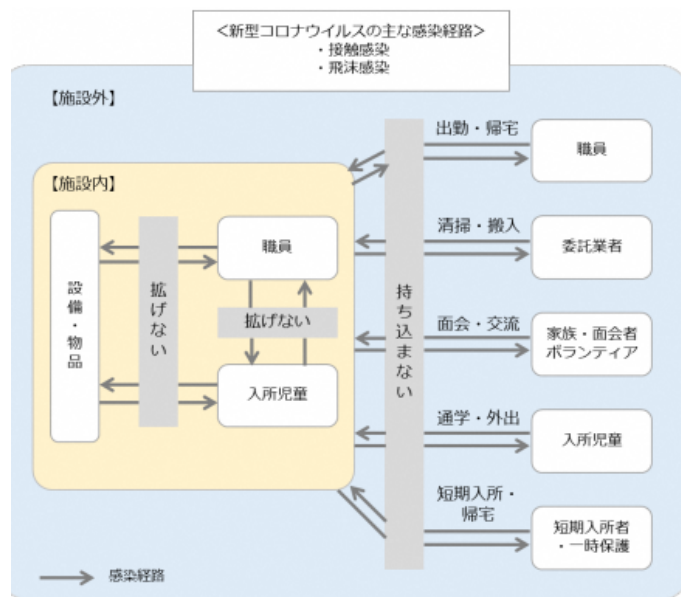 <新型コロナウイルスの主な感染経路>
・接触感染
・飛沫感染
【施設外】
【施設内】
設備・物品
拡げない
職員
拡げない
入所児童
持ち込まない
出勤・帰宅
職員
清掃・搬入
委託業者
面会・交流
家族・面会者
ボランティア
通学・外出
入所児童
短期入所・
帰宅
短期入所者
・一時保護
感染経路